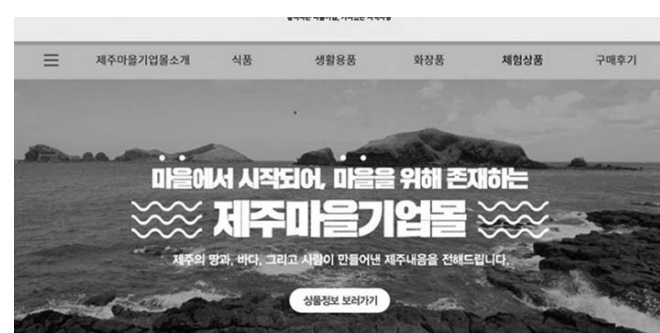 제주마을기업몰소개 식품 생활용품 화장품 체험상품 구매후기
마을에서 시작되어, 마을을 위해 존재하는
제주마을기업몰
제주의 땅과, 바다, 그리고 사람이 만들어낸 제주내음을 전해드립니다.
상품정보 보러가기